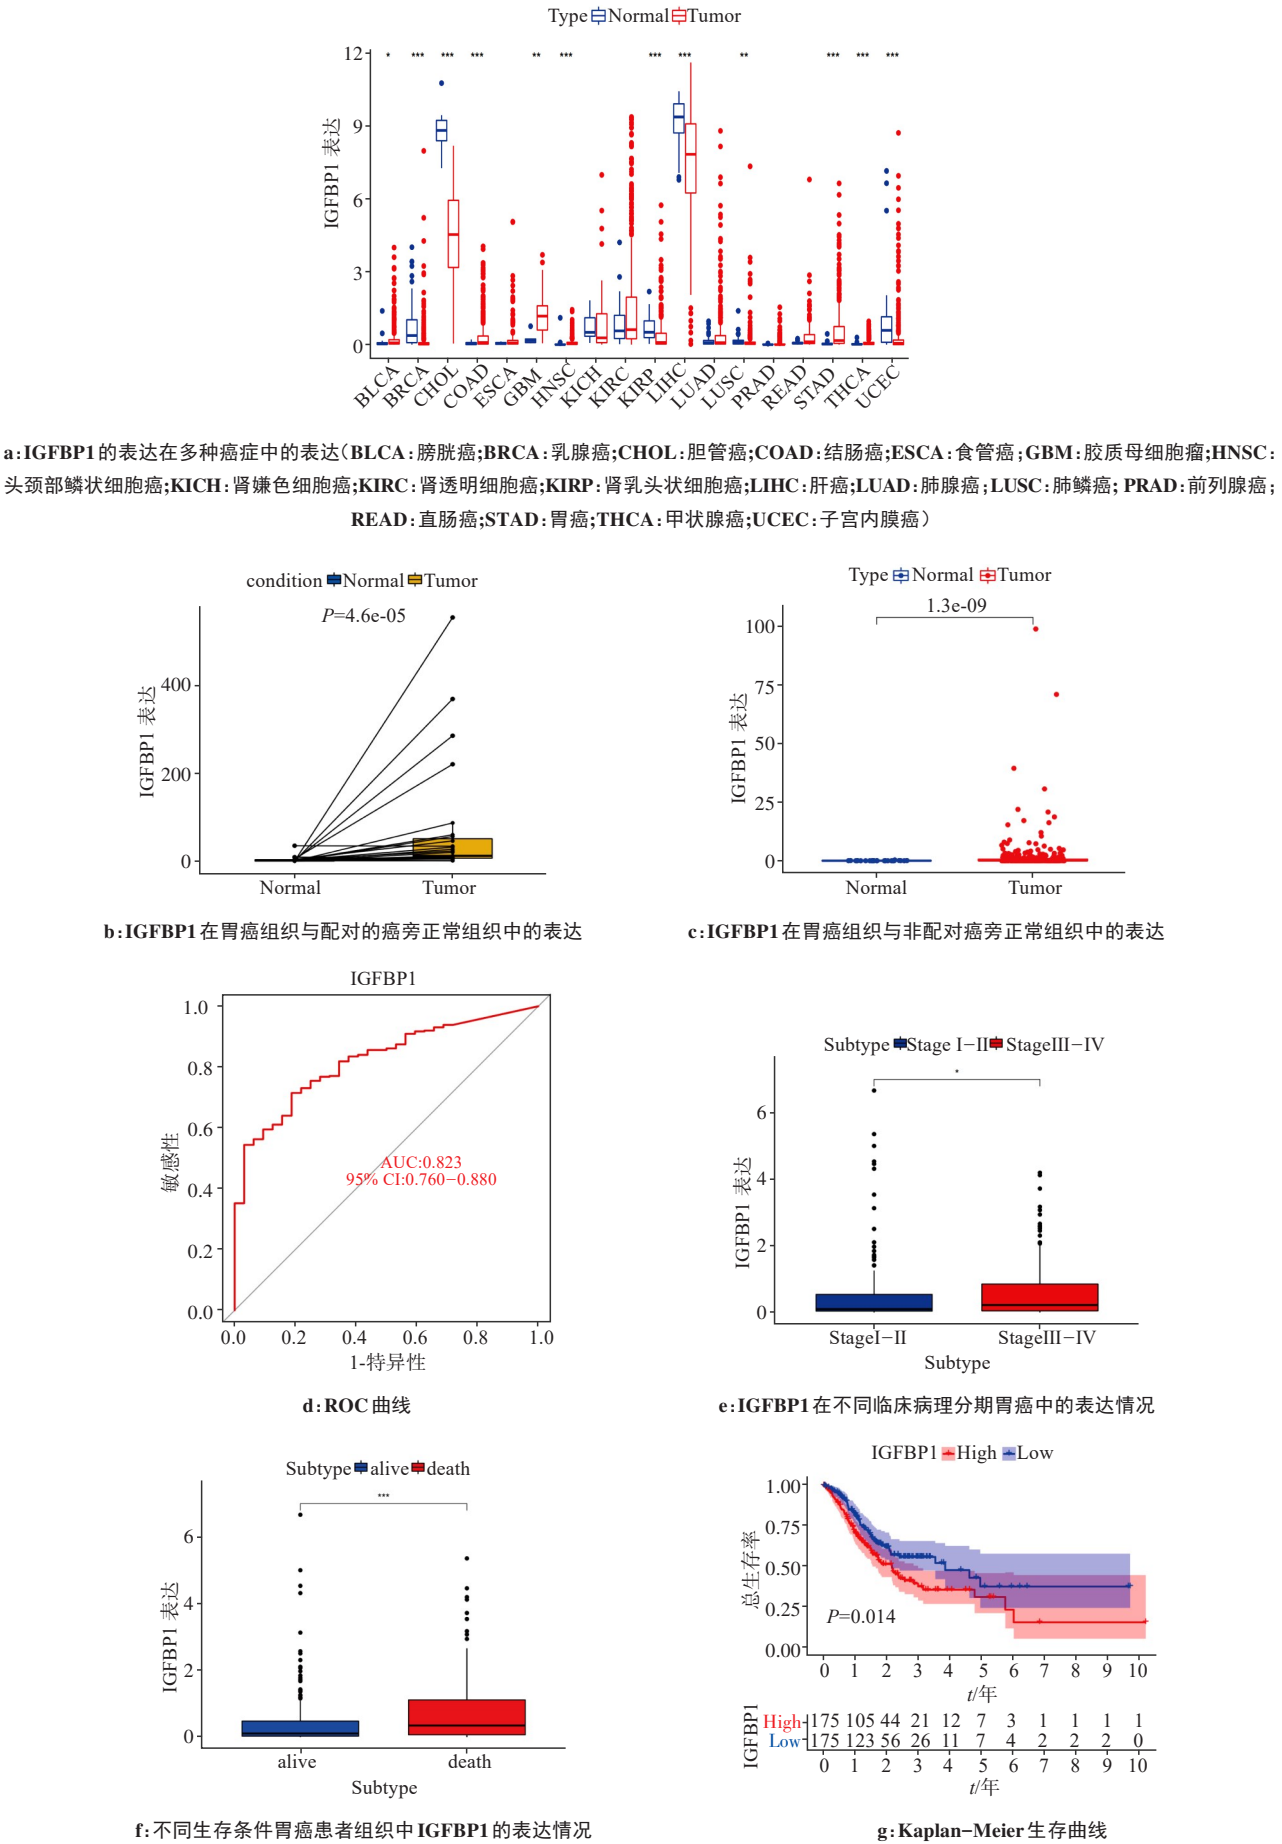 Type Normal Tumor
* *** *** *** ** *** *** *** ** *** *** ***
IGFBP1 表达
12
9
6
3
0
BLCA BRCA CHOL COAD ESCA GBM HNSC KICH KIRC KIRP LIHC LUAD LUSC PRAD READ STAD THCA UCEC
a:IGFBP1的表达在多种癌症中的表达(BLCA:膀胱癌;BRCA:乳腺癌;CHOL:胆管癌;COAD:结肠癌;ESCA:食管癌;GBM:胶质母细胞瘤;HNSC:
头颈部鳞状细胞癌;KICH:肾嫌色细胞癌;KIRC:肾透明细胞癌;KIRP:肾乳头状细胞癌;LIHC:肝癌;LUAD:肺腺癌;LUSC:肺鳞癌;PRAD:前列腺癌;
READ:直肠癌;STAD:胃癌;THCA:甲状腺癌;UCEC:子宫内膜癌)
condition Normal Tumor
P=4.6e-05
IGFBP1 表达
400
200
0
Normal Tumor
b:IGFBP1在胃癌组织与配对的癌旁正常组织中的表达
Type Normal Tumor
1.3e-09
IGFBP1 表达
100
75
50
25
0
Normal Tumor
c:IGFBP1在胃癌组织与非配对癌旁正常组织中的表达
IGFBP1
敏感性
1.0
0.8
0.6
0.4
0.2
0.0
AUC:0.823
95% CI:0.760−0.880
0.0 0.2 0.4 0.6 0.8 1.0
1-特异性
d:ROC曲线
Subtype Stage I−II StageIII−IV
*
IGFBP1 表达
6
4
2
0
StageI−II StageIII−IV
Subtype
e:IGFBP1在不同临床病理分期胃癌中的表达情况
Subtype alive death
***
IGFBP1 表达
6
4
2
0
alive death
Subtype
f:不同生存条件胃癌患者组织中IGFBP1的表达情况
IGFBP1 High Low
总生存率
1.00
0.75
0.50
0.25
0.00
P=0.014
0 1 2 3 4 5 6 7 8 9 10
t/年
IGFBP1
High 175 105 44 21 12 7 3 1 1 1 1
Low 175 123 56 26 11 7 4 2 2 2 0
0 1 2 3 4 5 6 7 8 9 10
t/年
g:Kaplan−Meier生存曲线